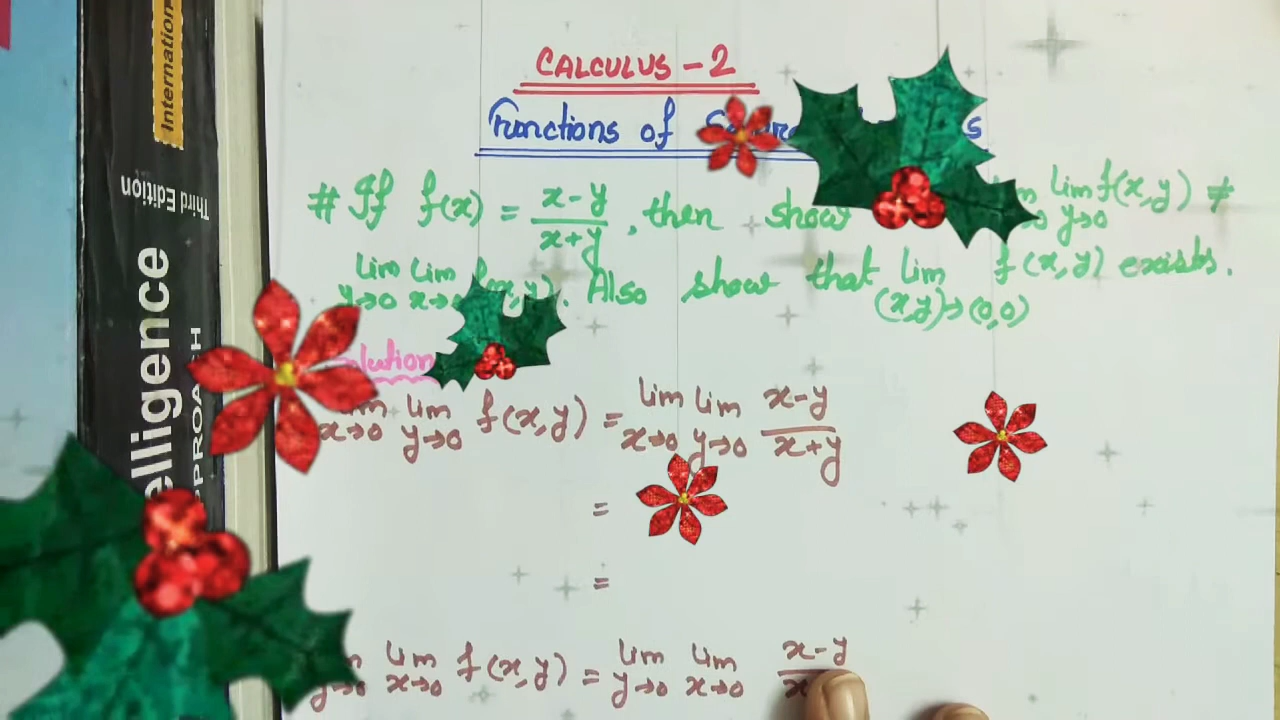 International
Third Edition
elligence
APPROACH
CALCULUS - 2
Functions of
# If f(x) = x-y / x+y , then show lim f(x,y) ≠
y→0
lim lim f(x,y). Also show that lim f(x,y) exists.
y→0 x→0 (x,y)→(0,0)
Solution
lim lim f(x,y) = lim lim x-y / x+y
x→0 y→0 x→0 y→0
=
=
lim lim f(x,y) = lim lim x-y
y→0 x→0 y→0 x→0 x